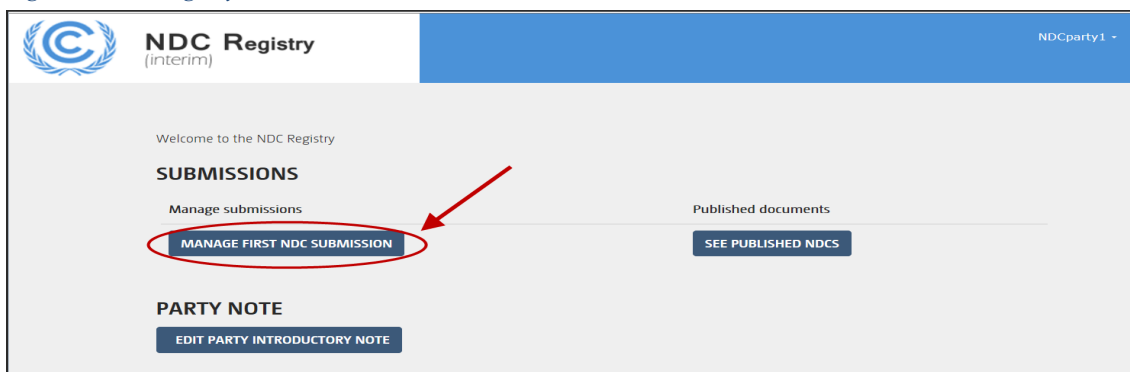 NDC Registry
(interim)
NDCparty1
Welcome to the NDC Registry
SUBMISSIONS
Manage submissions
Published documents
MANAGE FIRST NDC SUBMISSION
SEE PUBLISHED NDCS
PARTY NOTE
EDIT PARTY INTRODUCTORY NOTE